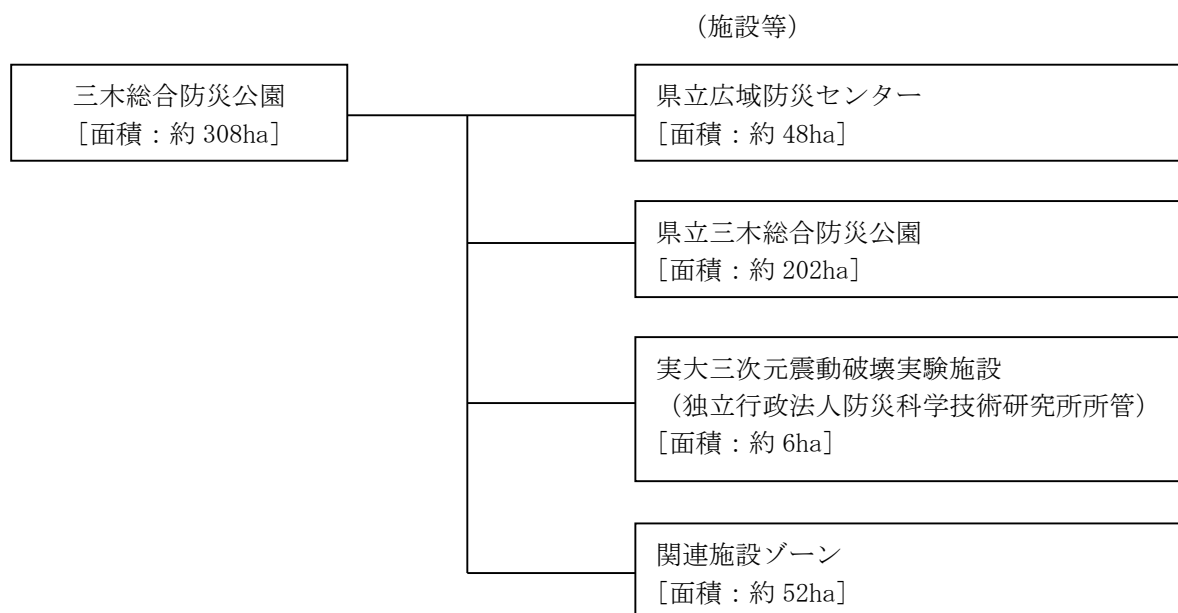 （施設等）
三木総合防災公園
［面積：約 308ha］
県立広域防災センター
［面積：約 48ha］
県立三木総合防災公園
［面積：約 202ha］
実大三次元震動破壊実験施設
（独立行政法人防災科学技術研究所所管）
［面積：約 6ha］
関連施設ゾーン
［面積：約 52ha］